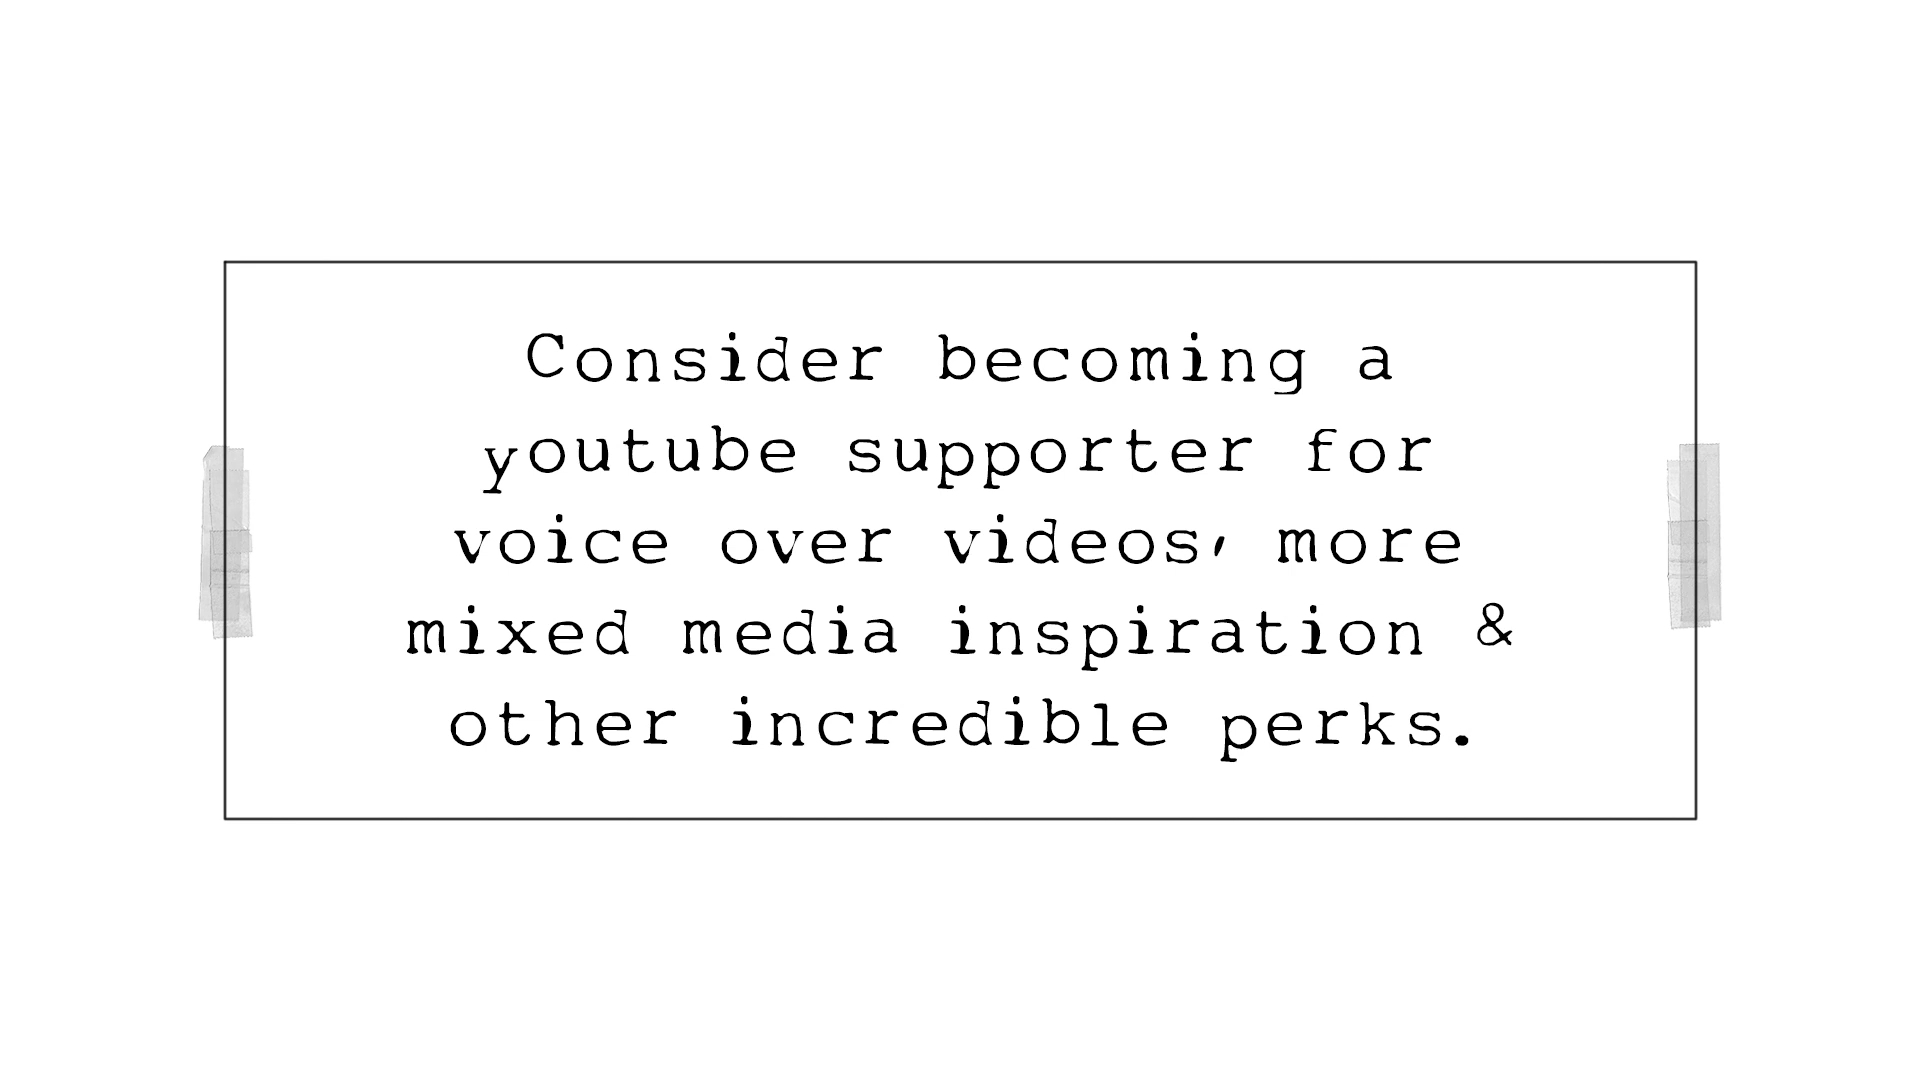 Consider becoming a
youtube supporter for
voice over videos, more
mixed media inspiration &
other incredible perks.